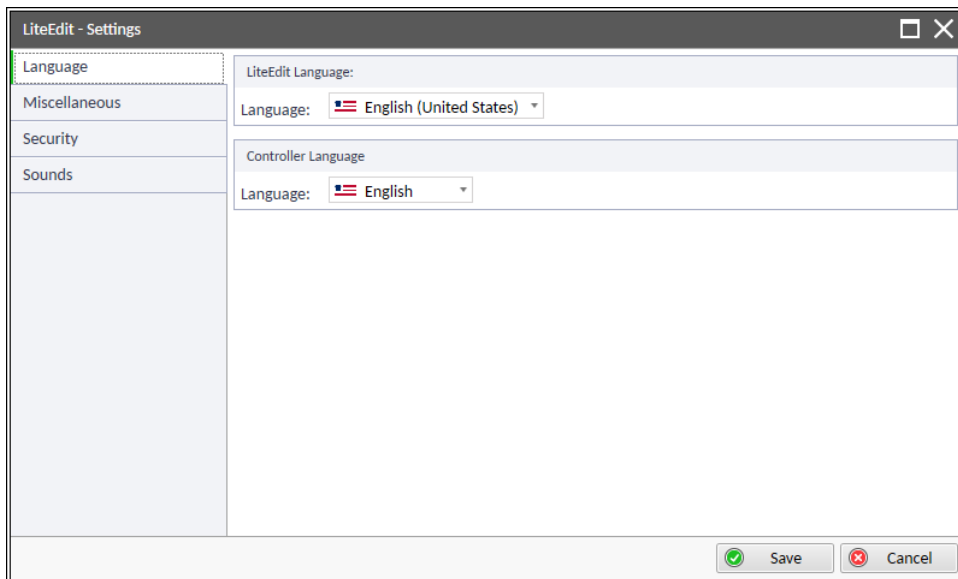 LiteEdit - Settings
Language
Miscellaneous
Security
Sounds
LiteEdit Language:
Language: English (United States)
Controller Language
Language: English
Save Cancel